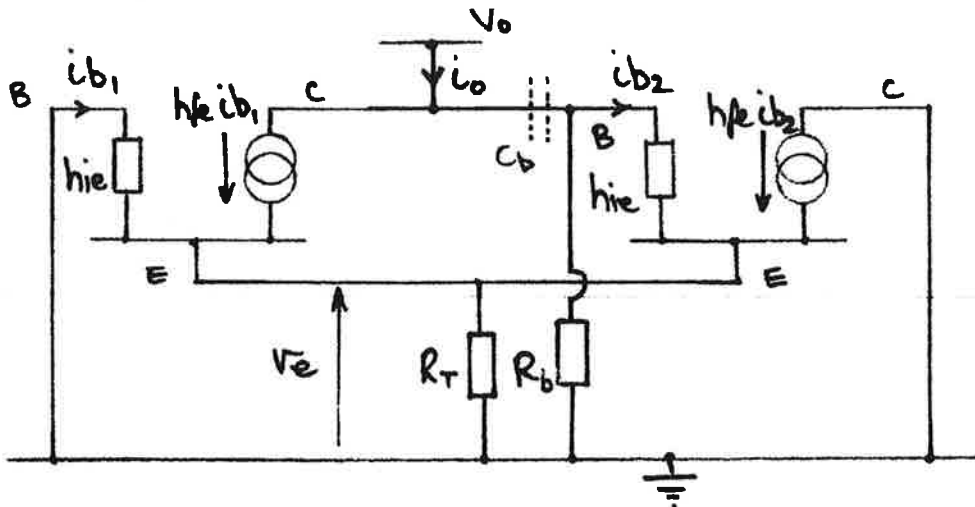 Vo
B ib1 hfe ib1 C io ib2 hfe ib2 C
hie Cb B hie
E E
Ve RT Rb